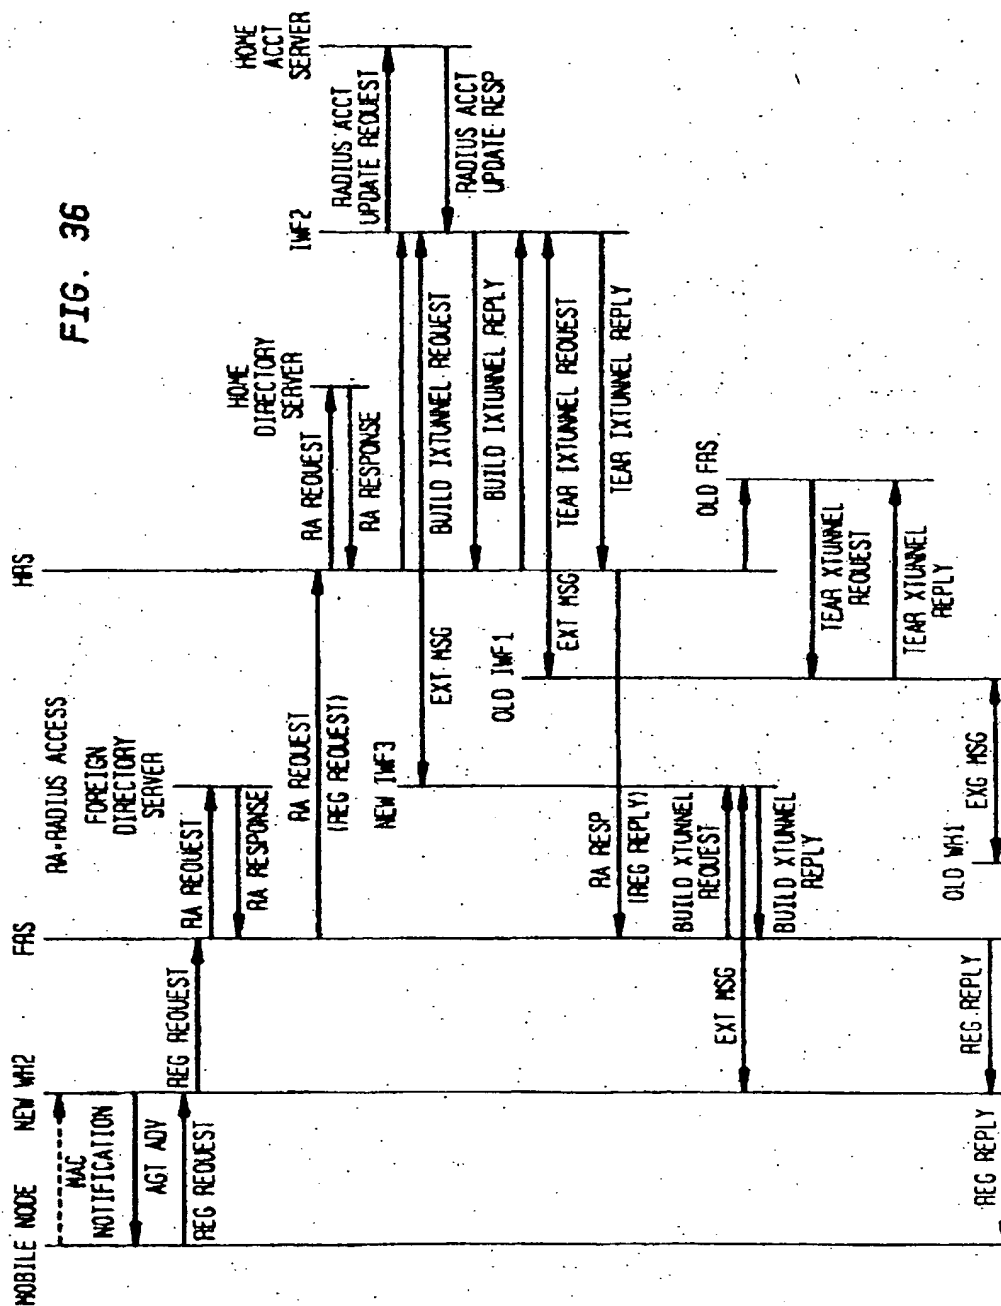 FIG. 36
MOBILE NODE
NEW WH2
FRS
RA=RADIUS ACCESS
HRS
FOREIGN
DIRECTORY
SERVER
HOME
DIRECTORY
SERVER
IWF2
HOME
ACCT
SERVER
MAC
NOTIFICATION
AGT ADV
REG REQUEST
REG REQUEST
RA REQUEST
RA RESPONSE
RA REQUEST
(REG REQUEST)
RA REQUEST
RA RESPONSE
RADIUS ACCT
UPDATE REQUEST
RADIUS ACCT
UPDATE RESP
NEW IWF3
EXT MSG
BUILD IXTUNNEL REQUEST
BUILD IXTUNNEL REPLY
OLD IWF1
EXT MSG
TEAR IXTUNNEL REQUEST
TEAR IXTUNNEL REPLY
RA RESP
(REG REPLY)
BUILD XTUNNEL
REQUEST
EXT MSG
BUILD XTUNNEL
REPLY
OLD FRS
TEAR XTUNNEL
REQUEST
TEAR XTUNNEL
REPLY
OLD WH1
EXG MSG
REG REPLY
REG REPLY